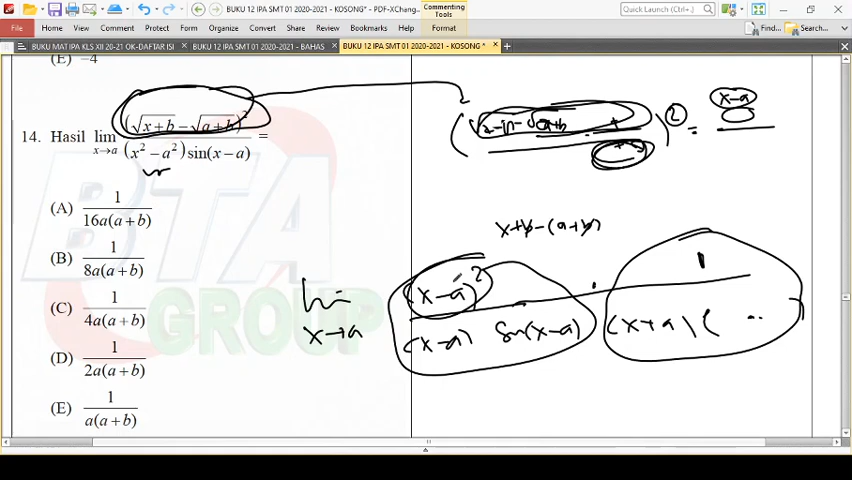 BUKU 12 IPA SMT 01 2020-2021 - KOSONG* - PDF-XChang
Commenting Tools
Quick Launch (Ctrl+,)
File
Home
View
Comment
Protect
Form
Organize
Convert
Share
Review
Bookmarks
Help
Format
Find...
Search...
BUKU MAT IPA KLS XII 20-21 OK-DAFTAR ISI
BUKU 12 IPA SMT 01 2020-2021 - BAHAS
BUKU 12 IPA SMT 01 2020-2021 - KOSONG *
(E) −4
14. Hasil lim x→a (√x+b − √a+b)² / (x² − a²) sin(x − a) =
(A) 1 / 16a(a + b)
(B) 1 / 8a(a + b)
(C) 1 / 4a(a + b)
(D) 1 / 2a(a + b)
(E) 1 / a(a + b)
BTA
GROUP
2 = x−a
x+b−(a+b)
lim x→a (x−a)² / (x−a) sin(x−a) . 1 / (x+a) ( .. )